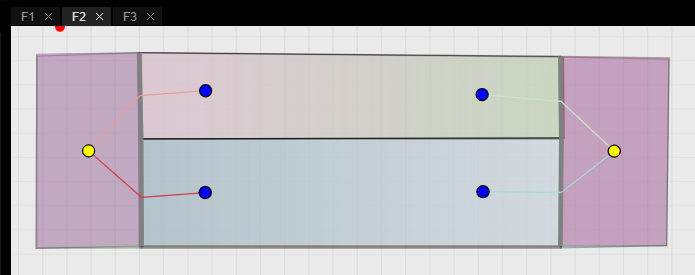 F1 × F2 × F3 ×